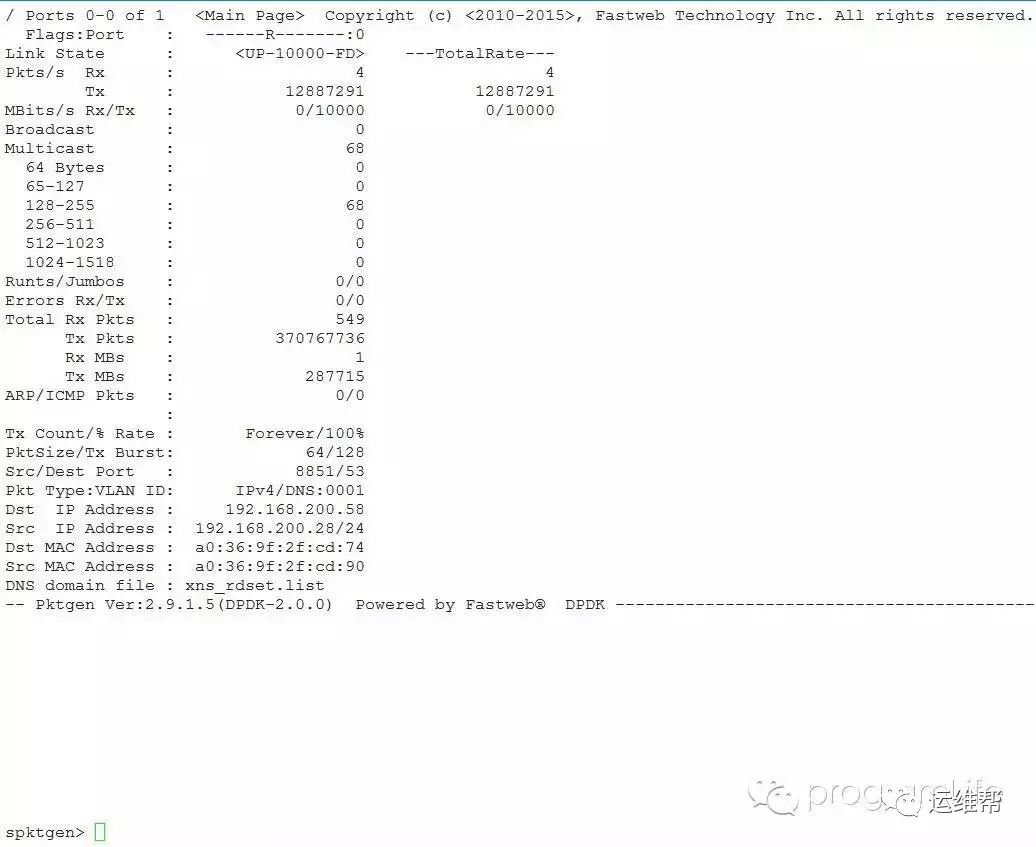 / Ports 0-0 of 1   <Main Page>  Copyright (c) <2010-2015>, Fastweb Technology Inc. All rights reserved.
  Flags:Port    :   ------R-------:0
Link State      :      <UP-10000-FD>    ---TotalRate---
Pkts/s  Rx      :                  4                  4
        Tx      :           12887291           12887291
MBits/s Rx/Tx   :            0/10000            0/10000
Broadcast       :                  0
Multicast       :                 68
  64 Bytes      :                  0
  65-127        :                  0
  128-255       :                 68
  256-511       :                  0
  512-1023      :                  0
  1024-1518     :                  0
Runts/Jumbos    :                0/0
Errors Rx/Tx    :                0/0
Total Rx Pkts   :                549
      Tx Pkts   :          370767736
      Rx MBs    :                  1
      Tx MBs    :             287715
ARP/ICMP Pkts   :                0/0
                :
Tx Count/% Rate :       Forever/100%
PktSize/Tx Burst:             64/128
Src/Dest Port   :            8851/53
Pkt Type:VLAN ID:      IPv4/DNS:0001
Dst  IP Address :     192.168.200.58
Src  IP Address :  192.168.200.28/24
Dst MAC Address :  a0:36:9f:2f:cd:74
Src MAC Address :  a0:36:9f:2f:cd:90
DNS domain file : xns_rdset.list
-- Pktgen Ver:2.9.1.5(DPDK-2.0.0)  Powered by Fastweb®  DPDK ------------------------------------------
programlife
运维帮
spktgen>